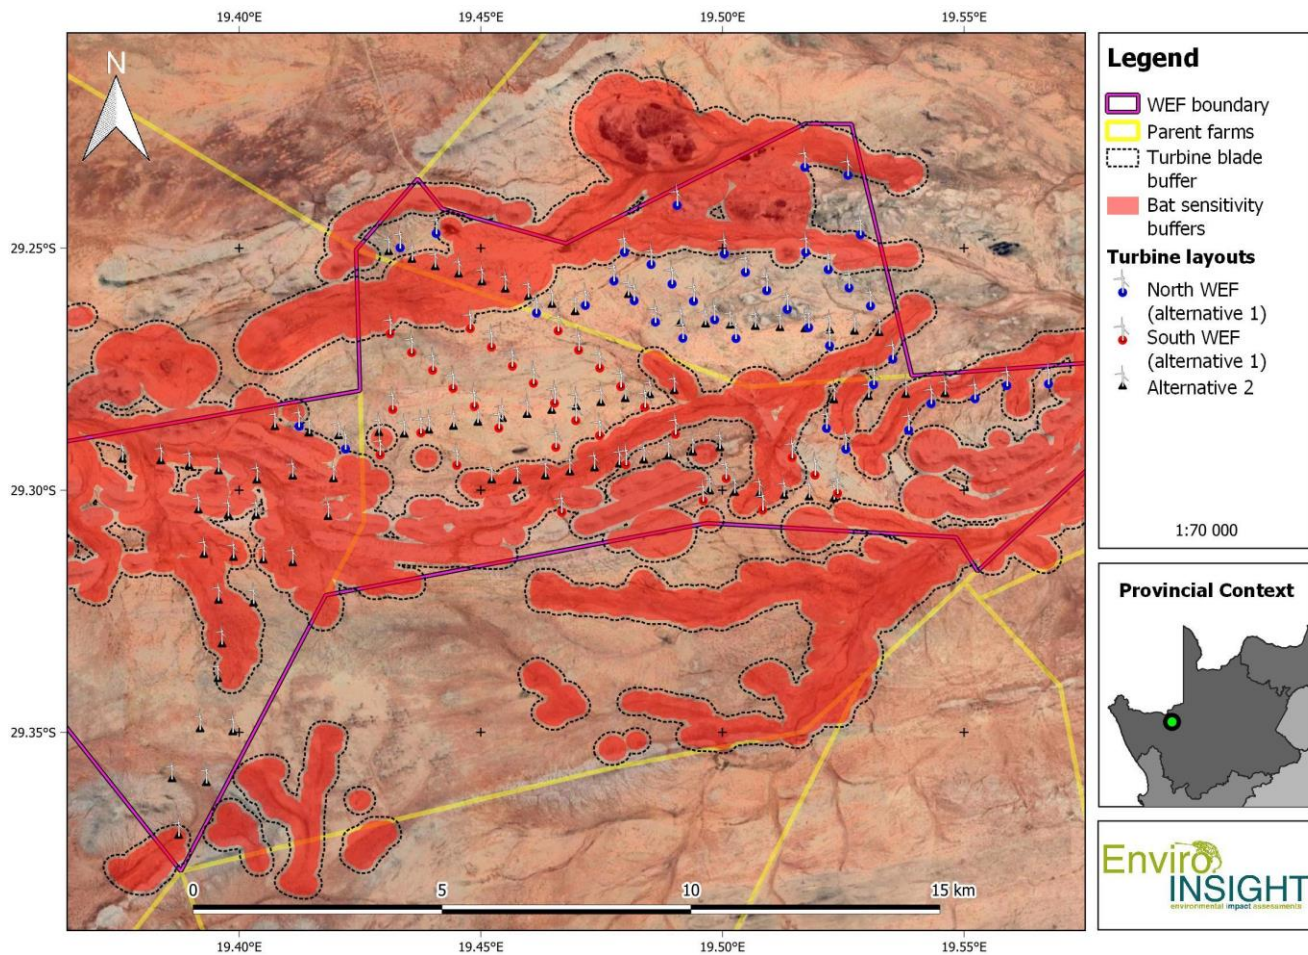 19.40°E
19.45°E
19.50°E
19.55°E
N
29.25°S
29.30°S
29.35°S
0
5
10
15 km
19.40°E
19.45°E
19.50°E
19.55°E
Legend
WEF boundary
Parent farms
Turbine blade
buffer
Bat sensitivity
buffers
Turbine layouts
North WEF
(alternative 1)
South WEF
(alternative 1)
Alternative 2
1:70 000
Provincial Context
Enviro
INSIGHT
environmental impact assessments